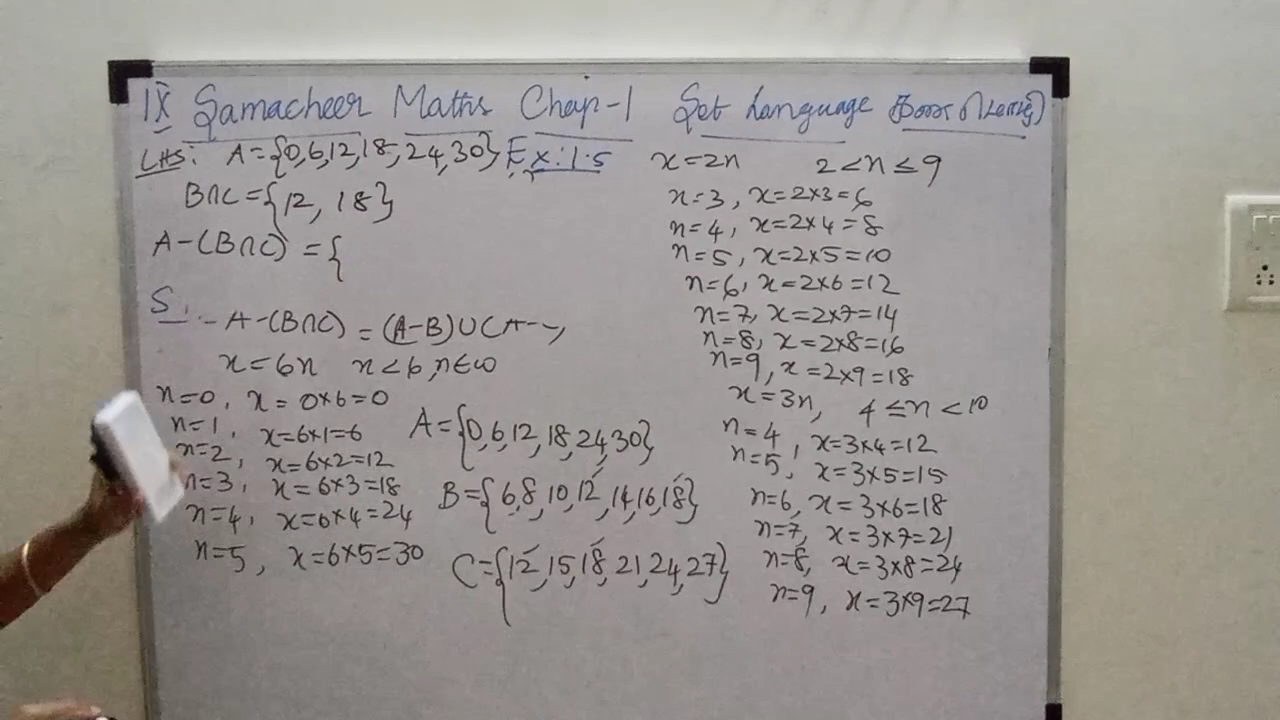 IX Samacheer Maths Chap-1 Set Language
LHS: A={0,6,12,18,24,30} Ex:1.5
B∩C={12, 18}
A-(B∩C) = {
S.
A-(B∩C) = (A-B)∪(A-
x=6n n<6, n∈ω
n=0, x=0×6=0
n=1, x=6×1=6
n=2, x=6×2=12
n=3, x=6×3=18
n=4, x=6×4=24
n=5, x=6×5=30
A={0,6,12,18,24,30}
B={6,8,10,12,14,16,18}
C={12,15,18,21,24,27}
x=2n 2<n≤9
n=3, x=2×3=6
n=4, x=2×4=8
n=5, x=2×5=10
n=6, x=2×6=12
n=7, x=2×7=14
n=8, x=2×8=16
n=9, x=2×9=18
x=3n, 4≤n<10
n=4, x=3×4=12
n=5, x=3×5=15
n=6, x=3×6=18
n=7, x=3×7=21
n=8, x=3×8=24
n=9, x=3×9=27